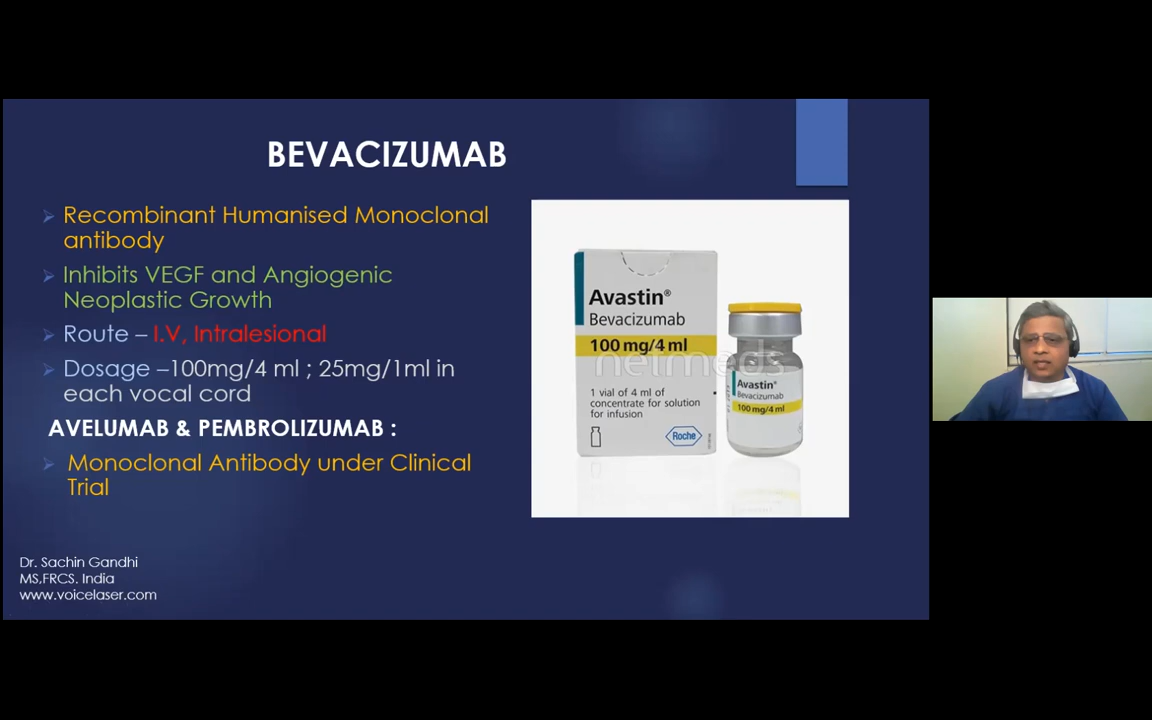 BEVACIZUMAB
Recombinant Humanised Monoclonal
antibody
Inhibits VEGF and Angiogenic
Neoplastic Growth
Route – I.V, Intralesional
Dosage –100mg/4 ml ; 25mg/1ml in
each vocal cord
AVELUMAB & PEMBROLIZUMAB :
Monoclonal Antibody under Clinical
Trial
Avastin®
Bevacizumab
100 mg/4 ml
netmeds
1 vial of 4 ml of
concentrate for solution
for infusion
Roche
Avastin®
Bevacizumab
100 mg/4 ml
Dr. Sachin Gandhi
MS,FRCS. India
www.voicelaser.com